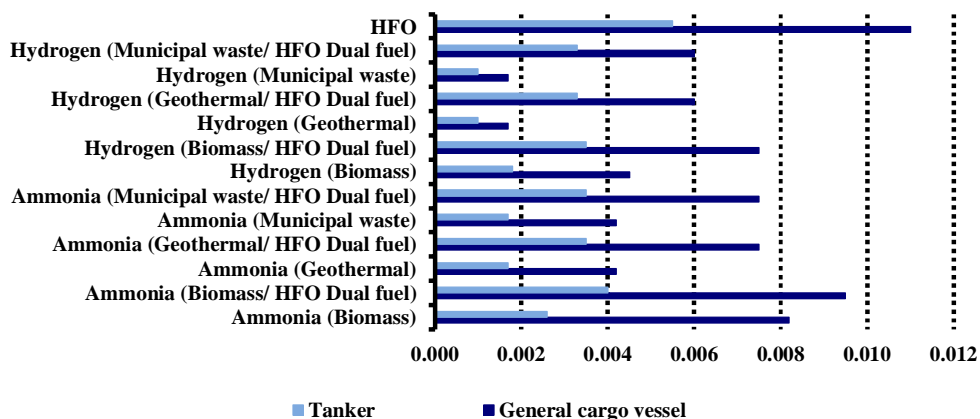 HFO
Hydrogen (Municipal waste/ HFO Dual fuel)
Hydrogen (Municipal waste)
Hydrogen (Geothermal/ HFO Dual fuel)
Hydrogen (Geothermal)
Hydrogen (Biomass/ HFO Dual fuel)
Hydrogen (Biomass)
Ammonia (Municipal waste/ HFO Dual fuel)
Ammonia (Municipal waste)
Ammonia (Geothermal/ HFO Dual fuel)
Ammonia (Geothermal)
Ammonia (Biomass/ HFO Dual fuel)
Ammonia (Biomass)
0.000 0.002 0.004 0.006 0.008 0.010 0.012
Tanker General cargo vessel